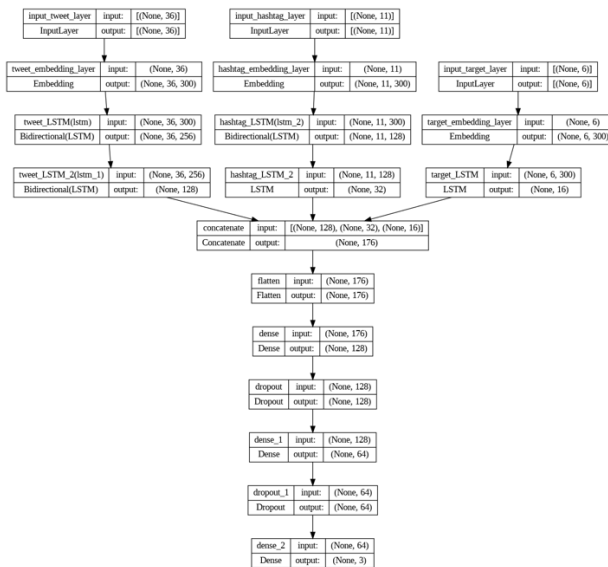 input_tweet_layer input: [(None, 36)]
InputLayer output: [(None, 36)]
input_hashtag_layer input: [(None, 11)]
InputLayer output: [(None, 11)]
tweet_embedding_layer input: (None, 36)
Embedding output: (None, 36, 300)
hashtag_embedding_layer input: (None, 11)
Embedding output: (None, 11, 300)
input_target_layer input: [(None, 6)]
InputLayer output: [(None, 6)]
tweet_LSTM(lstm) input: (None, 36, 300)
Bidirectional(LSTM) output: (None, 36, 256)
hashtag_LSTM(lstm_2) input: (None, 11, 300)
Bidirectional(LSTM) output: (None, 11, 128)
target_embedding_layer input: (None, 6)
Embedding output: (None, 6, 300)
tweet_LSTM_2(lstm_1) input: (None, 36, 256)
Bidirectional(LSTM) output: (None, 128)
hashtag_LSTM_2 input: (None, 11, 128)
LSTM output: (None, 32)
target_LSTM input: (None, 6, 300)
LSTM output: (None, 16)
concatenate input: [(None, 128), (None, 32), (None, 16)]
Concatenate output: (None, 176)
flatten input: (None, 176)
Flatten output: (None, 176)
dense input: (None, 176)
Dense output: (None, 128)
dropout input: (None, 128)
Dropout output: (None, 128)
dense_1 input: (None, 128)
Dense output: (None, 64)
dropout_1 input: (None, 64)
Dropout output: (None, 64)
dense_2 input: (None, 64)
Dense output: (None, 3)